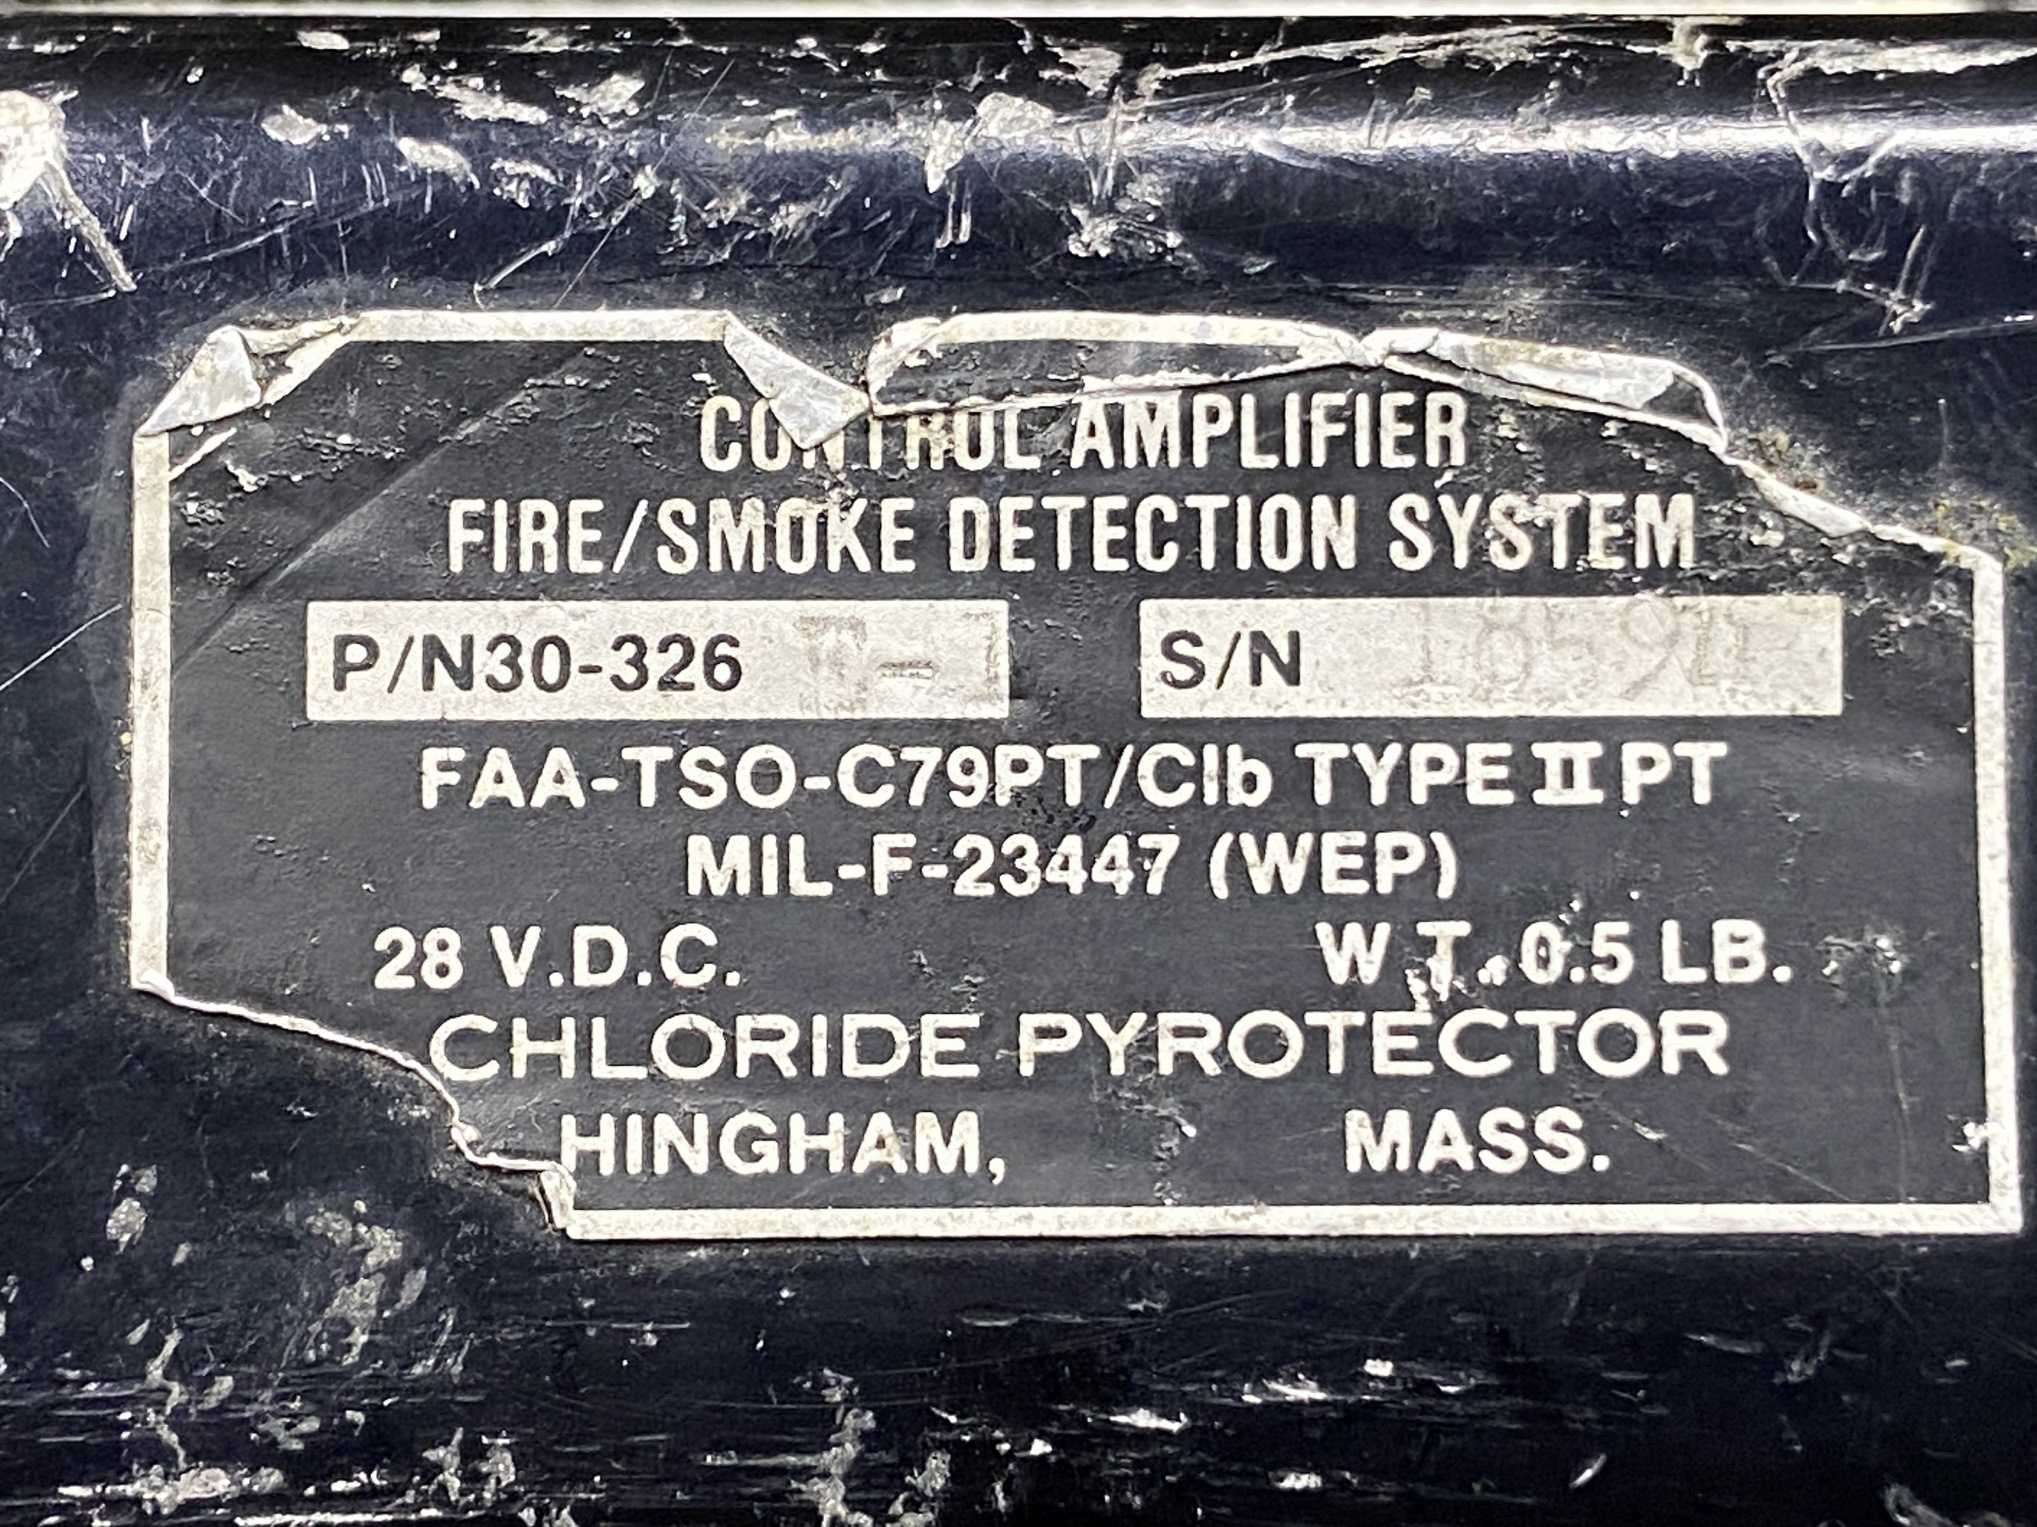 CONTROL AMPLIFIER
FIRE/SMOKE DETECTION SYSTEM
P/N30-326 S/N
FAA-TSO-C79PT/Clb TYPE II PT
MIL-F-23447 (WEP)
28 V.D.C. WT. 0.5 LB.
CHLORIDE PYROTECTOR
HINGHAM, MASS.